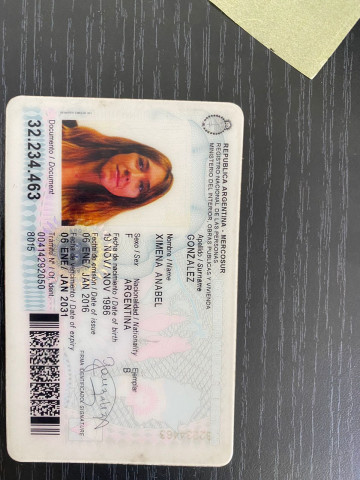 REPUBLICA ARGENTINA - MERCOSUR
REGISTRO NACIONAL DE LAS PERSONAS
MINISTERIO DEL INTERIOR, OBRAS PUBLICAS Y VIVIENDA
Apellido / Surname
GONZALEZ
Nombre / Name
XIMENA ANABEL
Sexo / Sex Nacionalidad / Nationality Ejemplar
F ARGENTINA B
Fecha de nacimiento / Date of birth
10 NOV/ NOV 1986
Fecha de emisión / Date of issue
06 ENE/ JAN 2016
Fecha de vencimiento / Date of expiry
06 ENE/ JAN 2031
FIRMA IDENTIFICADO/ SIGNATURE
Documento / Document
32.234.463
Trámite Nº / Of. ident.
00414292050
8015
32234463